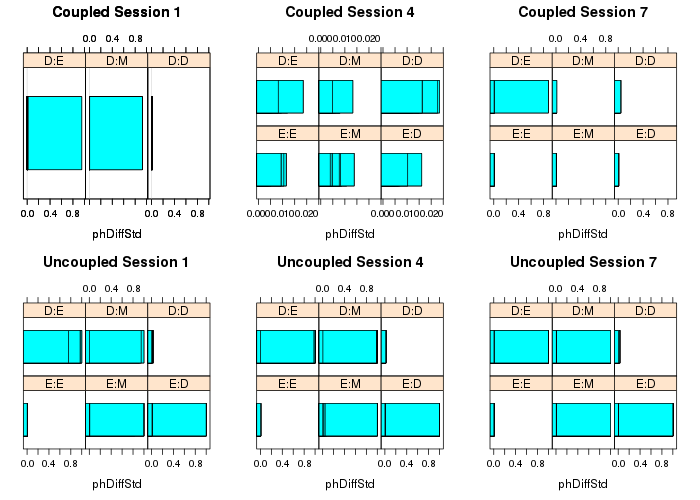 Coupled Session 1
0.0 0.4 0.8
D:E D:M D:D
0.0 0.4 0.8 0.0 0.4 0.8
phDiffStd
Coupled Session 4
0.0000.0100.020
D:E D:M D:D
E:E E:M E:D
0.0000.0100.020 0.0000.0100.020
phDiffStd
Coupled Session 7
0.0 0.4 0.8
D:E D:M D:D
E:E E:M E:D
0.0 0.4 0.8 0.0 0.4 0.8
phDiffStd
Uncoupled Session 1
0.0 0.4 0.8
D:E D:M D:D
E:E E:M E:D
0.0 0.4 0.8 0.0 0.4 0.8
phDiffStd
Uncoupled Session 4
0.0 0.4 0.8
D:E D:M D:D
E:E E:M E:D
0.0 0.4 0.8 0.0 0.4 0.8
phDiffStd
Uncoupled Session 7
0.0 0.4 0.8
D:E D:M D:D
E:E E:M E:D
0.0 0.4 0.8 0.0 0.4 0.8
phDiffStd